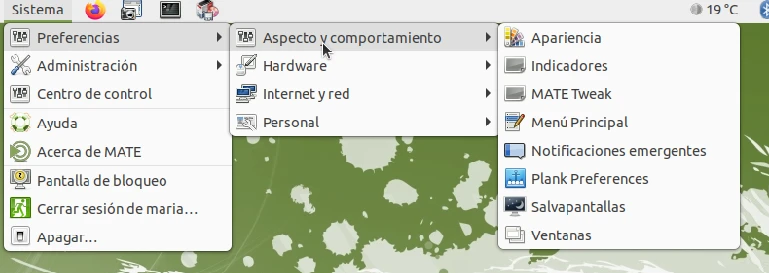 Sistema
19 °C
Preferencias
Administración
Centro de control
Ayuda
Acerca de MATE
Pantalla de bloqueo
Cerrar sesión de maria...
Apagar...
Aspecto y comportamiento
Hardware
Internet y red
Personal
Apariencia
Indicadores
MATE Tweak
Menú Principal
Notificaciones emergentes
Plank Preferences
Salvapantallas
Ventanas